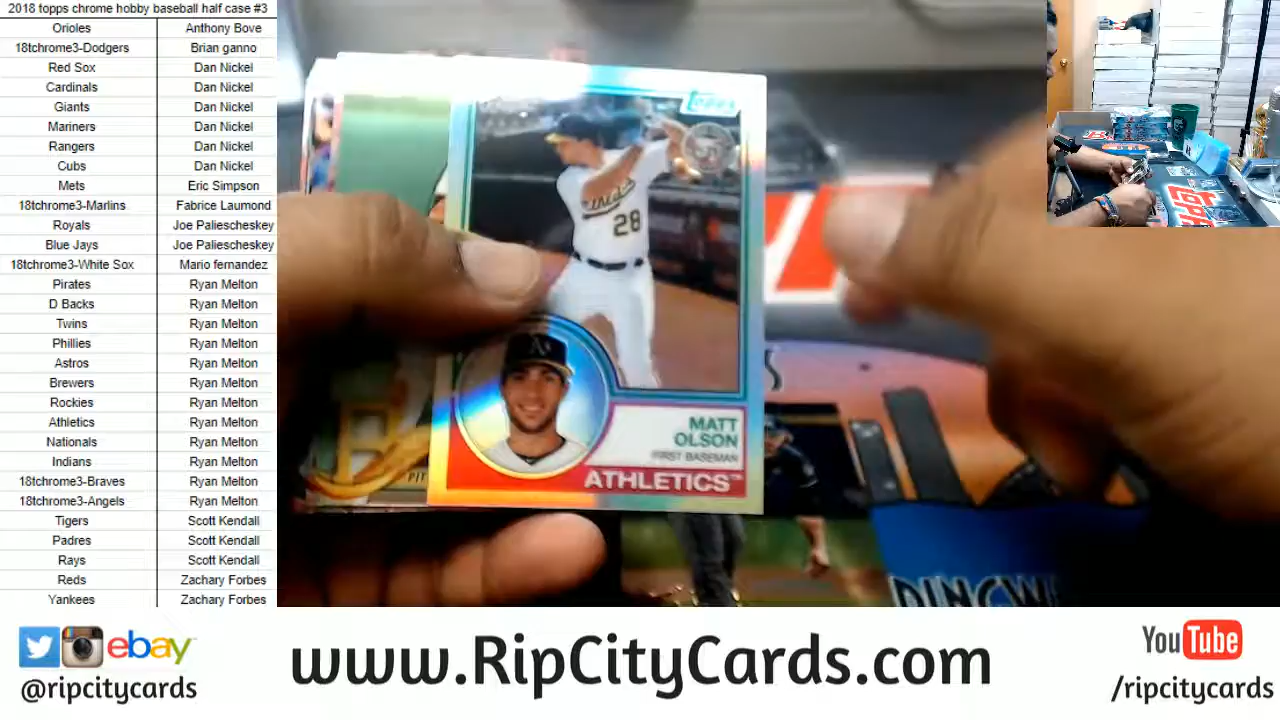 2018 topps chrome hobby baseball half case #3
Orioles Anthony Bove
18tchrome3-Dodgers Brian ganno
Red Sox Dan Nickel
Cardinals Dan Nickel
Giants Dan Nickel
Mariners Dan Nickel
Rangers Dan Nickel
Cubs Dan Nickel
Mets Eric Simpson
18tchrome3-Marlins Fabrice Laumond
Royals Joe Paliescheskey
Blue Jays Joe Paliescheskey
18tchrome3-White Sox Mario fernandez
Pirates Ryan Melton
D Backs Ryan Melton
Twins Ryan Melton
Phillies Ryan Melton
Astros Ryan Melton
Brewers Ryan Melton
Rockies Ryan Melton
Athletics Ryan Melton
Nationals Ryan Melton
Indians Ryan Melton
18tchrome3-Braves Ryan Melton
18tchrome3-Angels Ryan Melton
Tigers Scott Kendall
Padres Scott Kendall
Rays Scott Kendall
Reds Zachary Forbes
Yankees Zachary Forbes
topps
28
MATT
OLSON
FIRST BASEMAN
ATHLETICS™
PIT
ebay
@ripcitycards
www.RipCityCards.com
YouTube
/ripcitycards